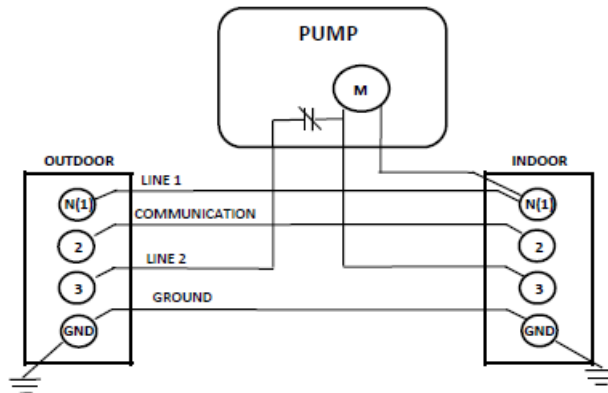 PUMP
M
OUTDOOR
INDOOR
LINE 1
N(1)
N(1)
COMMUNICATION
2
2
LINE 2
3
3
GROUND
GND
GND